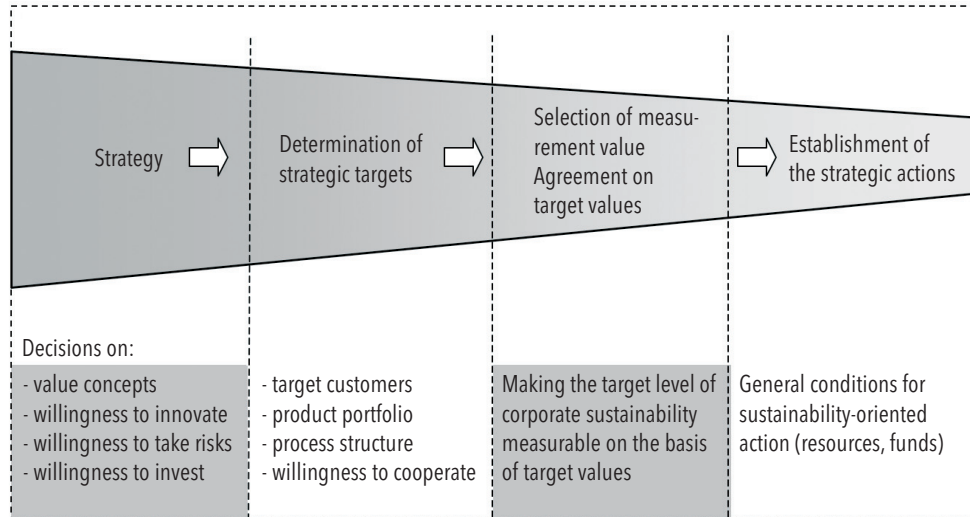 Strategy
Determination of
strategic targets
Selection of measu-
rement value
Agreement on
target values
Establishment of
the strategic actions
Decisions on:
- value concepts
- willingness to innovate
- willingness to take risks
- willingness to invest
- target customers
- product portfolio
- process structure
- willingness to cooperate
Making the target level of
corporate sustainability
measurable on the basis
of target values
General conditions for
sustainability-oriented
action (resources, funds)